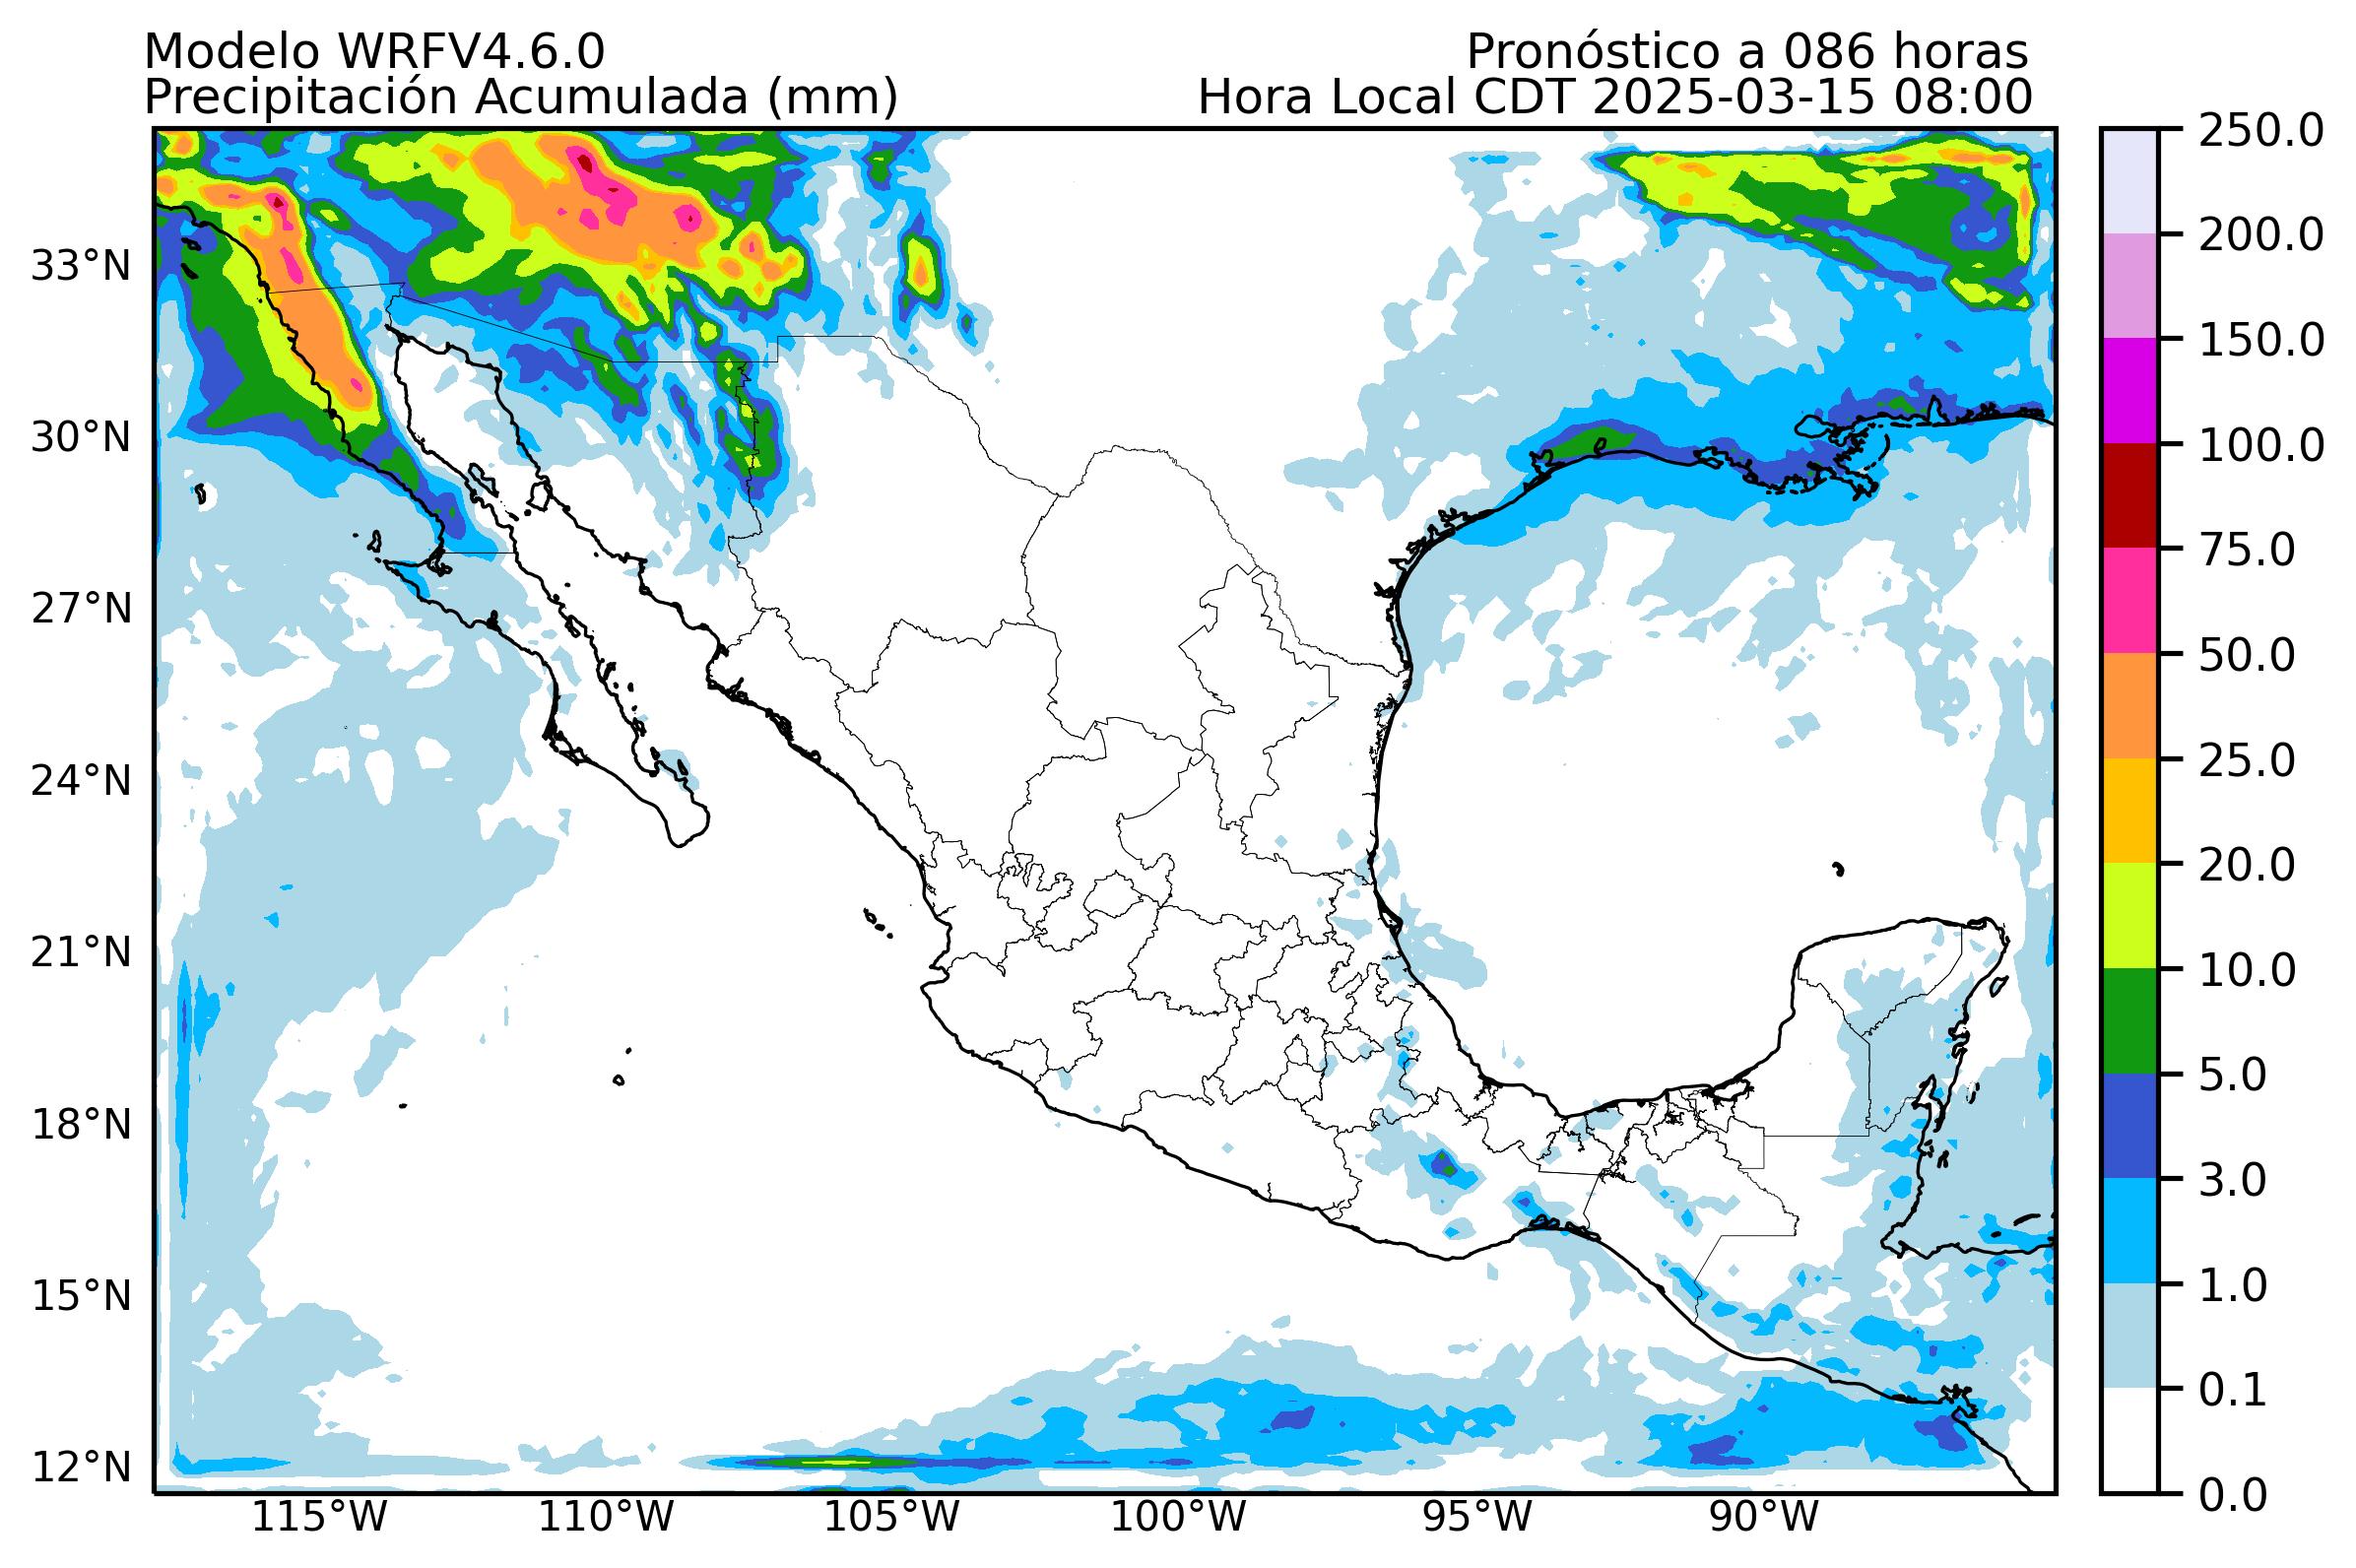 Modelo WRFV4.6.0
Pronóstico a 086 horas
Precipitación Acumulada (mm)
Hora Local CDT 2025-03-15 08:00
33°N
30°N
27°N
24°N
21°N
18°N
15°N
12°N
115°W
110°W
105°W
100°W
95°W
90°W
250.0
200.0
150.0
100.0
75.0
50.0
25.0
20.0
10.0
5.0
3.0
1.0
0.1
0.0